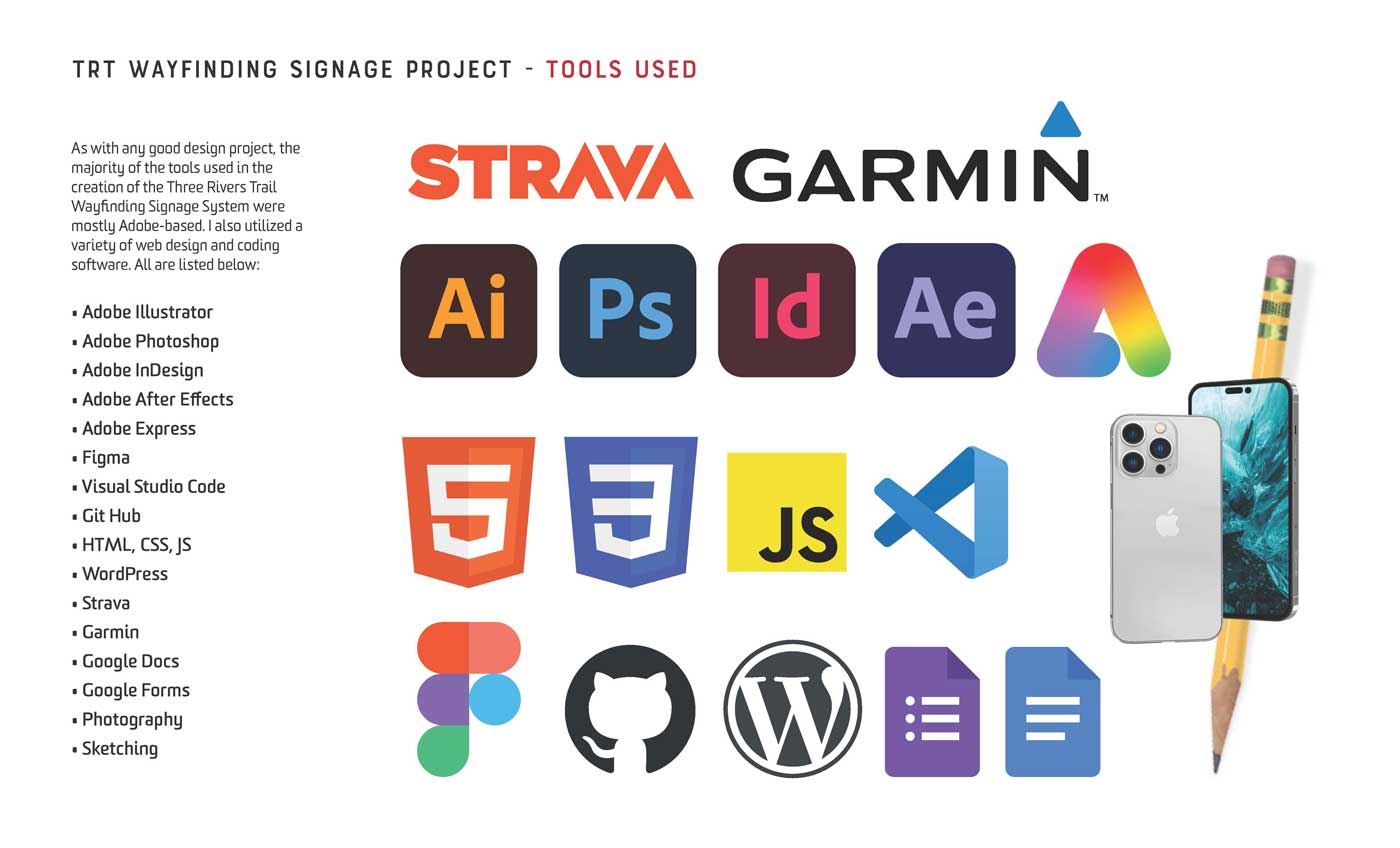 TRT WAYFINDING SIGNAGE PROJECT - TOOLS USED
As with any good design project, the
majority of the tools used in the
creation of the Three Rivers Trail
Wayfinding Signage System were
mostly Adobe-based. I also utilized a
variety of web design and coding
software. All are listed below:
• Adobe Illustrator
• Adobe Photoshop
• Adobe InDesign
• Adobe After Effects
• Adobe Express
• Figma
• Visual Studio Code
• Git Hub
• HTML, CSS, JS
• WordPress
• Strava
• Garmin
• Google Docs
• Google Forms
• Photography
• Sketching
STRAVA GARMIN™
Ai Ps Id Ae
5 3 JS
W